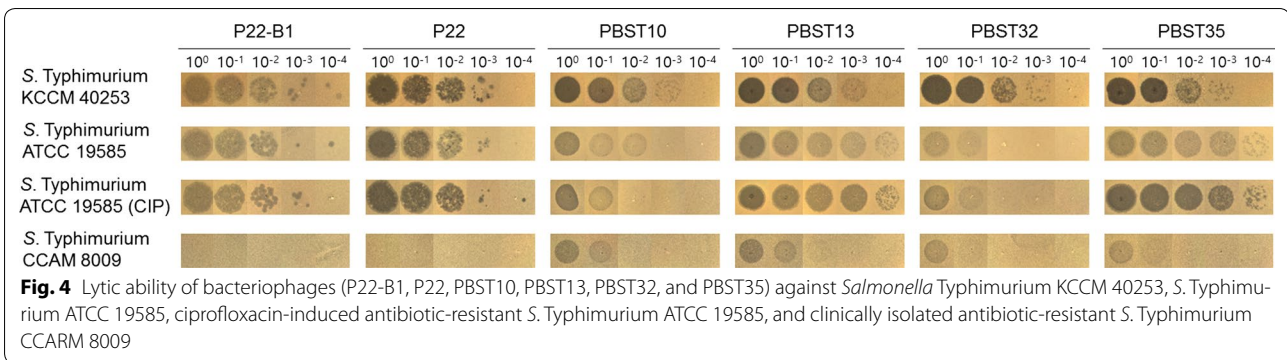 P22-B1 P22 PBST10 PBST13 PBST32 PBST35
10⁰ 10⁻¹ 10⁻² 10⁻³ 10⁻⁴ 10⁰ 10⁻¹ 10⁻² 10⁻³ 10⁻⁴ 10⁰ 10⁻¹ 10⁻² 10⁻³ 10⁻⁴ 10⁰ 10⁻¹ 10⁻² 10⁻³ 10⁻⁴ 10⁰ 10⁻¹ 10⁻² 10⁻³ 10⁻⁴ 10⁰ 10⁻¹ 10⁻² 10⁻³ 10⁻⁴
S. Typhimurium
KCCM 40253
S. Typhimurium
ATCC 19585
S. Typhimurium
ATCC 19585 (CIP)
S. Typhimurium
CCAM 8009
Fig. 4 Lytic ability of bacteriophages (P22-B1, P22, PBST10, PBST13, PBST32, and PBST35) against Salmonella Typhimurium KCCM 40253, S. Typhimu-
rium ATCC 19585, ciprofloxacin-induced antibiotic-resistant S. Typhimurium ATCC 19585, and clinically isolated antibiotic-resistant S. Typhimurium
CCARM 8009